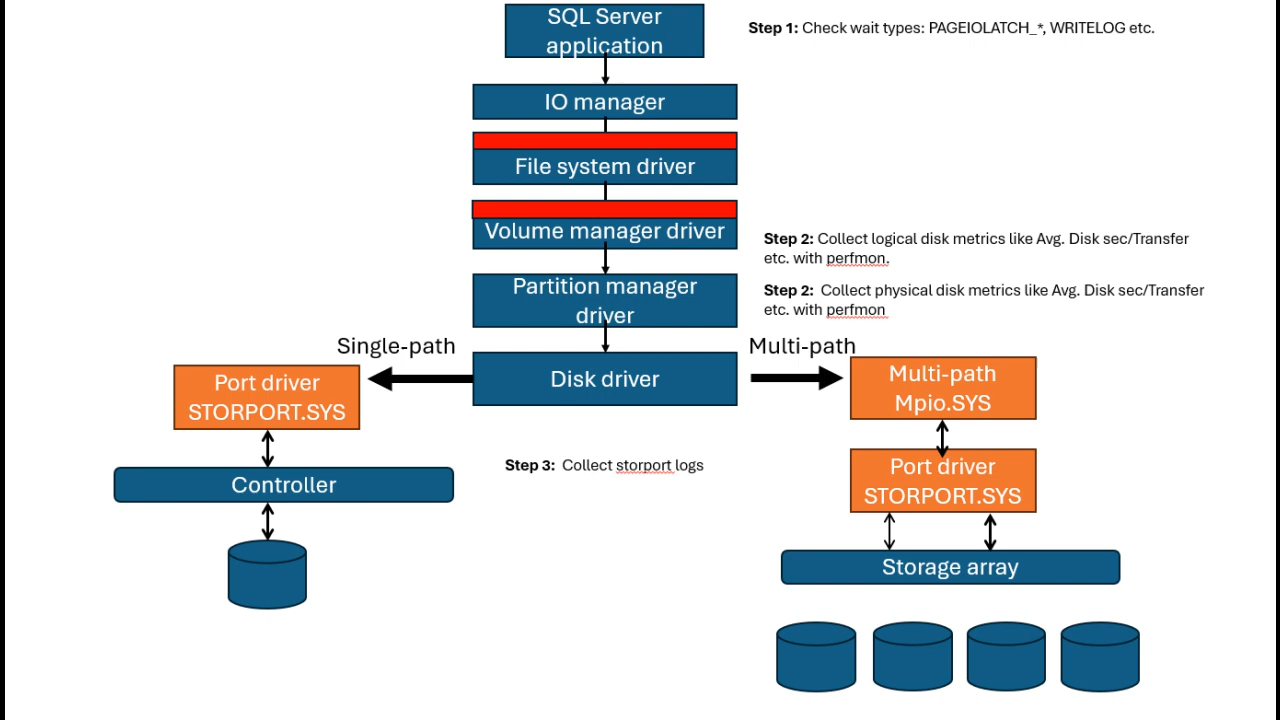 SQL Server
application
Step 1: Check wait types: PAGEIOLATCH_*, WRITELOG etc.
IO manager
File system driver
Volume manager driver
Step 2: Collect logical disk metrics like Avg. Disk sec/Transfer
etc. with perfmon.
Partition manager
driver
Step 2:  Collect physical disk metrics like Avg. Disk sec/Transfer
etc. with perfmon
Single-path
Multi-path
Disk driver
Port driver
STORPORT.SYS
Multi-path
Mpio.SYS
Step 3:  Collect storport logs
Controller
Port driver
STORPORT.SYS
Storage array